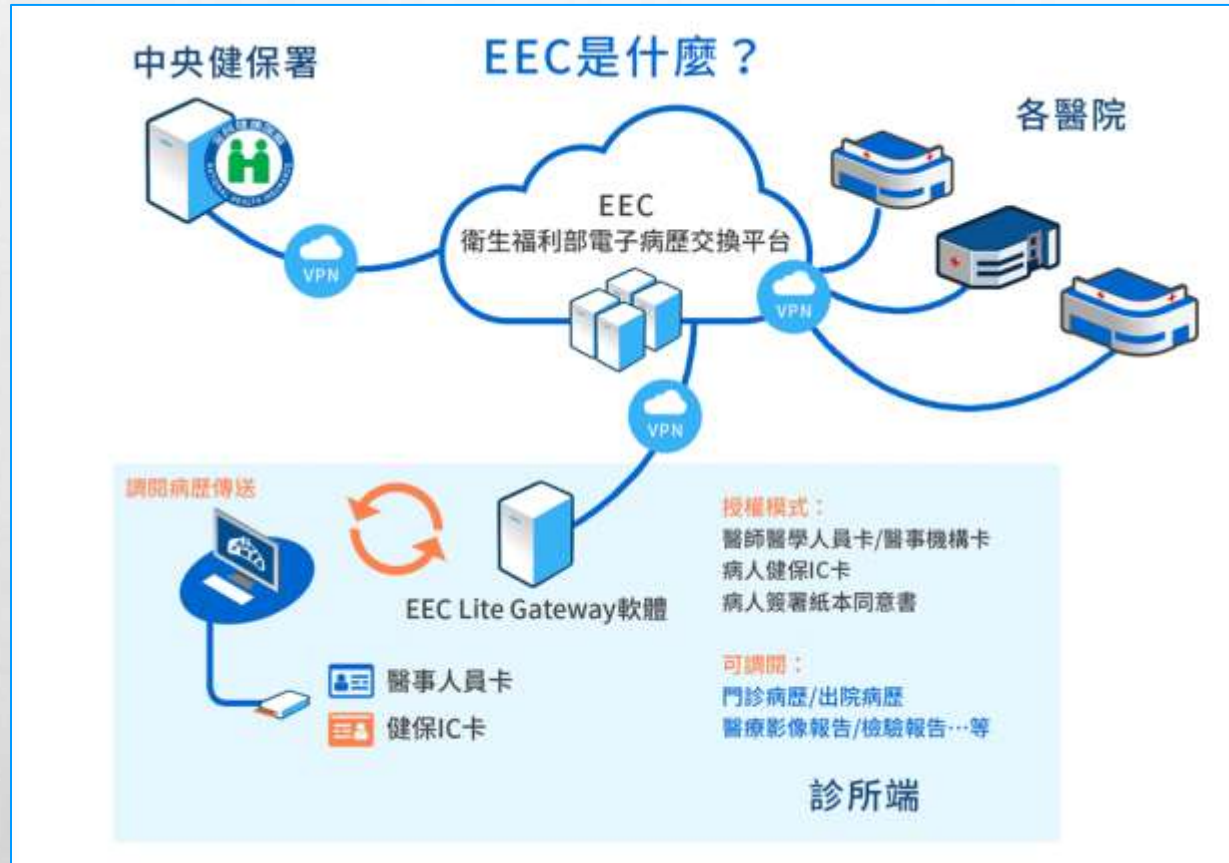 EEC是什麼？
中央健保署
各醫院
NATIONAL HEALTH INSURANCE
EEC
衛生福利部電子病歷交換平台
VPN
VPN
VPN
調閱病歷傳送
EEC Lite Gateway軟體
醫事人員卡
健保IC卡
授權模式：
醫師醫學人員卡/醫事機構卡
病人健保IC卡
病人簽署紙本同意書
可調閱：
門診病歷/出院病歷
醫療影像報告/檢驗報告…等
診所端